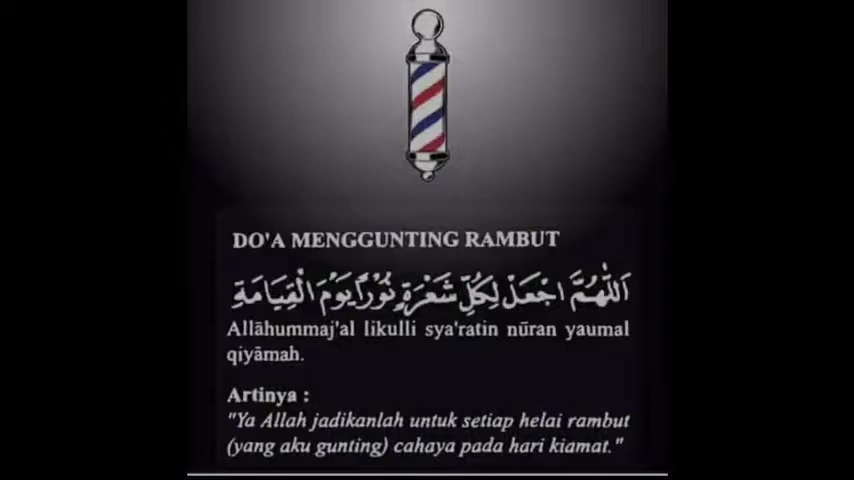 DO'A MENGGUNTING RAMBUT
اَللّٰهُمَّ اجْعَلْ لِكُلِّ شَعْرَةٍ نُوْرًا يَوْمَ الْقِيَامَةِ
Allāhummaj'al likulli sya'ratin nūran yaumal
qiyāmah.
Artinya :
"Ya Allah jadikanlah untuk setiap helai rambut
(yang aku gunting) cahaya pada hari kiamat."